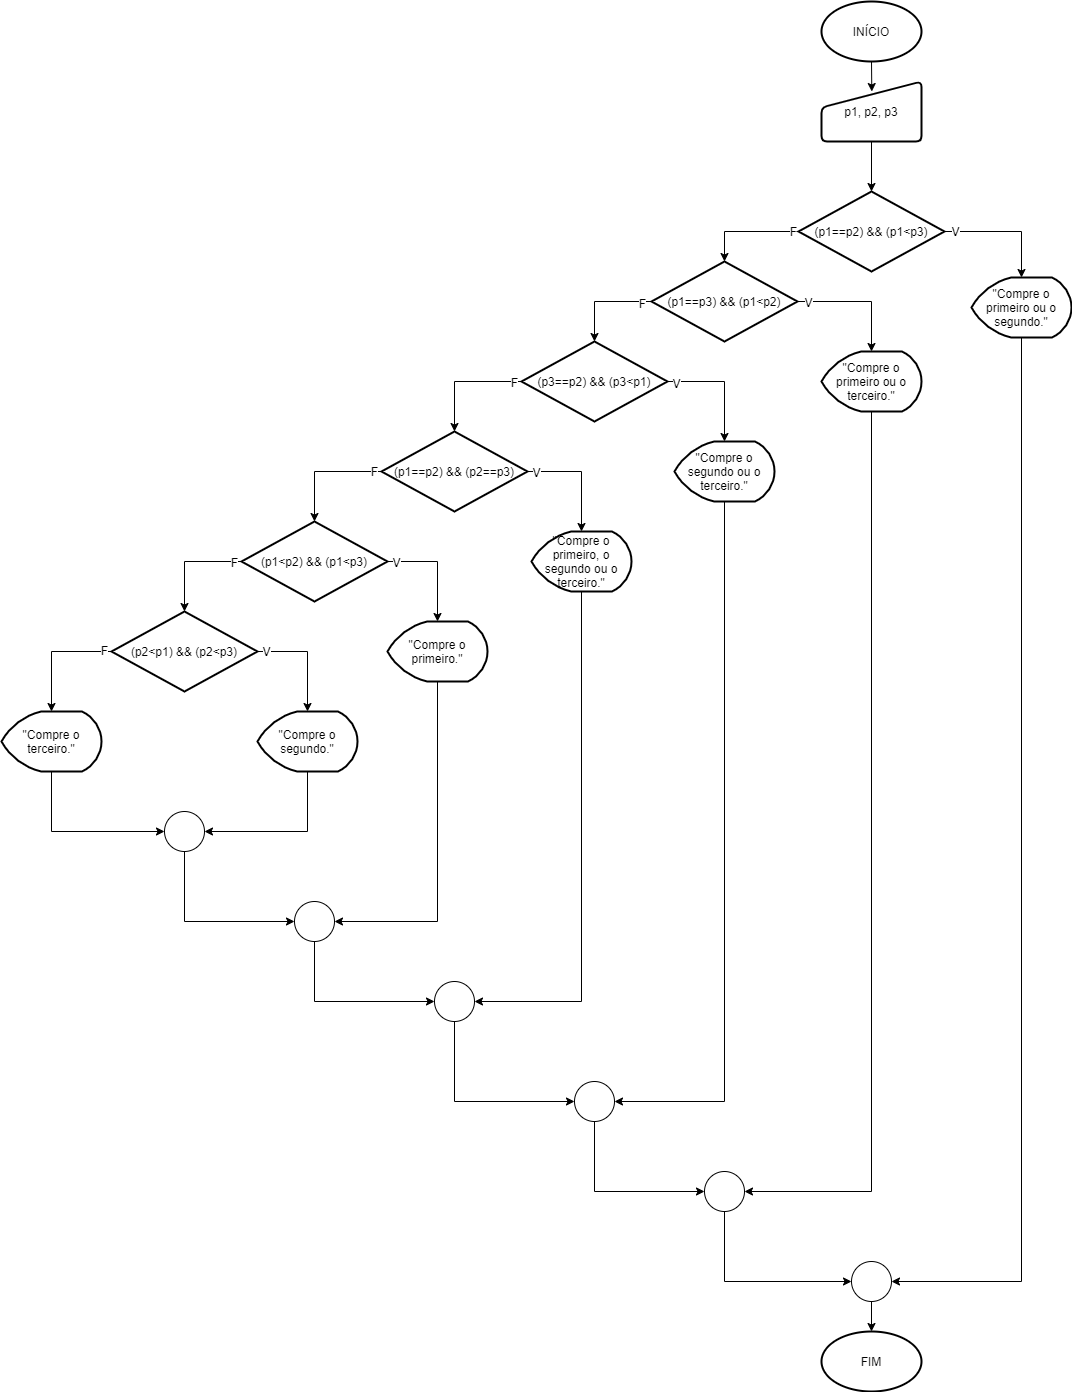 INÍCIO
p1, p2, p3
F
(p1==p2) && (p1<p3)
V
"Compre o
primeiro ou o
segundo."
F
(p1==p3) && (p1<p2)
V
"Compre o
primeiro ou o
terceiro."
F
(p3==p2) && (p3<p1)
V
"Compre o
segundo ou o
terceiro."
F
(p1==p2) && (p2==p3)
V
"Compre o
primeiro, o
segundo ou o
terceiro."
F
(p1<p2) && (p1<p3)
V
"Compre o
primeiro."
F
(p2<p1) && (p2<p3)
V
"Compre o
terceiro."
"Compre o
segundo."
FIM